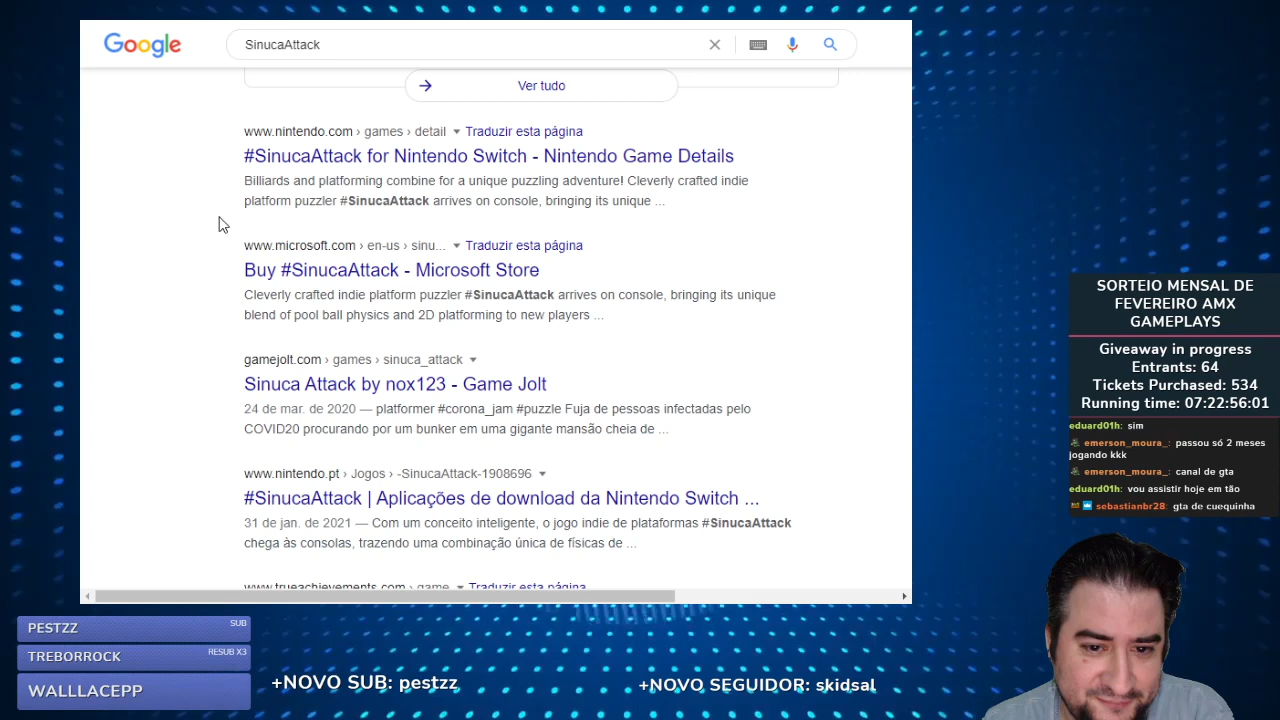 Google
SinucaAttack
Ver tudo
www.nintendo.com › games › detail Traduzir esta página
#SinucaAttack for Nintendo Switch - Nintendo Game Details
Billiards and platforming combine for a unique puzzling adventure! Cleverly crafted indie
platform puzzler #SinucaAttack arrives on console, bringing its unique ...
www.microsoft.com › en-us › sinu... Traduzir esta página
Buy #SinucaAttack - Microsoft Store
Cleverly crafted indie platform puzzler #SinucaAttack arrives on console, bringing its unique
blend of pool ball physics and 2D platforming to new players ...
gamejolt.com › games › sinuca_attack
Sinuca Attack by nox123 - Game Jolt
24 de mar. de 2020 — platformer #corona_jam #puzzle Fuja de pessoas infectadas pelo
COVID20 procurando por um bunker em uma gigante mansão cheia de ...
www.nintendo.pt › Jogos › -SinucaAttack-1908696
#SinucaAttack | Aplicações de download da Nintendo Switch ...
31 de jan. de 2021 — Com um conceito inteligente, o jogo indie de plataformas #SinucaAttack
chega às consolas, trazendo uma combinação única de físicas de ...
www.trueachievements.com › game Traduzir esta página
SORTEIO MENSAL DE
FEVEREIRO AMX
GAMEPLAYS
Giveaway in progress
Entrants: 64
Tickets Purchased: 534
Running time: 07:22:56:01
eduard01h: sim
emerson_moura_: passou só 2 meses
jogando kkk
emerson_moura_: canal de gta
eduard01h: vou assistir hoje em tão
sebastianbr28: gta de cuequinha
PESTZZ SUB
TREBORROCK RESUB X3
WALLLACEPP
+NOVO SUB: pestzz
+NOVO SEGUIDOR: skidsal